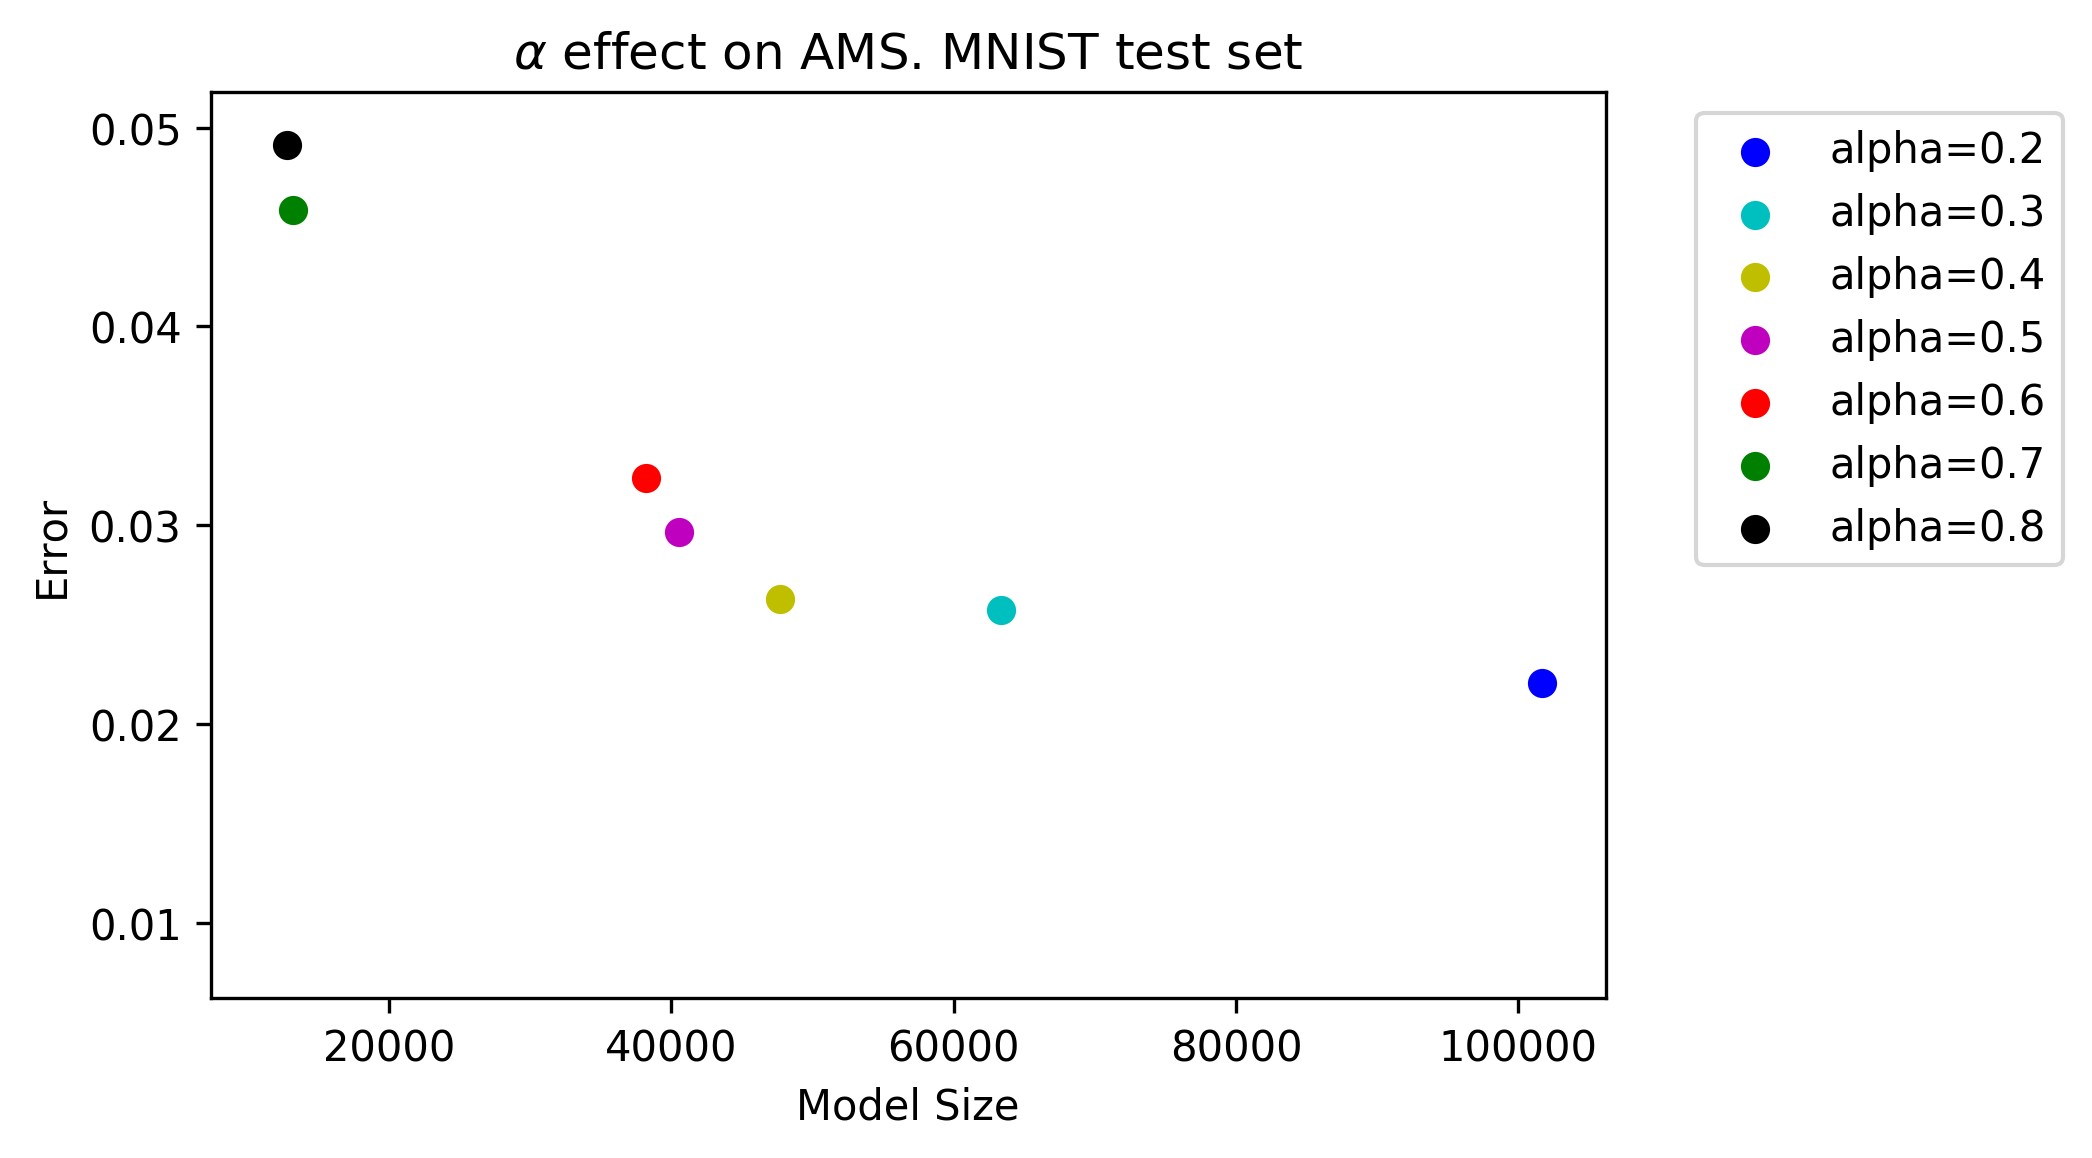 α effect on AMS. MNIST test set
0.05
0.04
0.03
0.02
0.01
Error
20000 40000 60000 80000 100000
Model Size
alpha=0.2
alpha=0.3
alpha=0.4
alpha=0.5
alpha=0.6
alpha=0.7
alpha=0.8